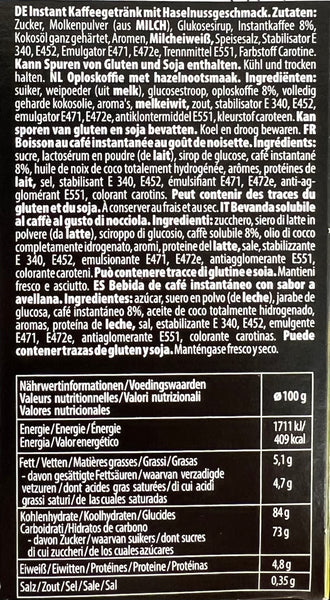 DE Instant Kaffeegetränk mit Haselnussgeschmack. Zutaten:
Zucker, Molkenpulver (aus MILCH), Glukosesirup, Instantkaffee 8%,
Kokosöl ganz gehärtet, Aromen, Milcheiweiß, Speisesalz, Stabilisator E
340, E452, Emulgator E471, E472e, Trennmittel E551, Farbstoff Carotine.
Kann Spuren von Gluten und Soja enthalten. Kühl und trocken
halten. NL Oploskoffie met hazelnootsmaak. Ingrediënten:
suiker, weipoeder (uit melk), glucosestroop, oploskoffie 8%, volledig
geharde kokosolie, aroma's, melkeiwit, zout, stabilisator E 340, E452,
emulgator E471, E472e, antiklontermiddel E551, kleurstof caroteen. Kan
sporen van gluten en soja bevatten. Koel en droog bewaren. FR
Boisson au café instantanée au goût de noisette. Ingrédients:
sucre, lactosérum en poudre (de lait), sirop de glucose, café instantané
8%, huile de noix de coco totalement hydrogénée, arômes, protéines de
lait, sel, stabilisant E 340, E452, émulsifiant E471, E472e, anti-ag-
glomérant E551, colorant carotins. Peut contenir des traces du
gluten et du soja. A conserver au frais et au sec. IT Bevanda solubile
al caffè al gusto di nocciola. Ingredienti: zucchero, siero di latte in
polvere (da latte), sciroppo di glucosio, caffè solubile 8%, olio di cocco
completamente idrogenato, aromi, proteine del latte, sale, stabilizzante
E 340, E452, emulsionante E471, E472e, antiagglomerante E551,
colorante caroteni. Può contenere tracce di glutine e soia. Mantieni
fresco e asciutto. ES Bebida de café instantáneo con sabor a
avellana. Ingredientes: azúcar, suero en polvo (de leche), jarabe de
glucosa, café instantáneo 8%, aceite de coco totalmente hidrogenado,
aromas, proteína de leche, sal, estabilizante E 340, E452, emulgente
E471, E472e, antiaglomerante E551, colorante carotinas. Puede
contener trazas de gluten y soja. Manténgase fresco y seco.
Nährwertinformationen / Voedingswaarden
Valeurs nutritionnelles / Valori nutrizionali
Valores nutricionales
ø 100 g
Energie / Energie / Énergie
Energia / Valor energético
1711 kJ/
409 kcal
Fett / Vetten / Matières grasses / Grassi / Grasas
5,1 g
- davon gesättigte Fettsäuren / waarvan verzadigde
vetzuren / dont acides gras saturées / di cui acidi
grassi saturi / de las cuales saturadas
4,7 g
Kohlenhydrate / Koolhydraten / Glucides
Carboidrati / Hidratos de carbono
84 g
- davon Zucker / waarvan suikers / dont sucres
di cui zuccheri / de los cuales azúcares
73 g
Eiweiß / Eiwitten / Protéines / Proteine / Proteínas
4,8 g
Salz / Zout / Sel / Sale / Sal
0,35 g